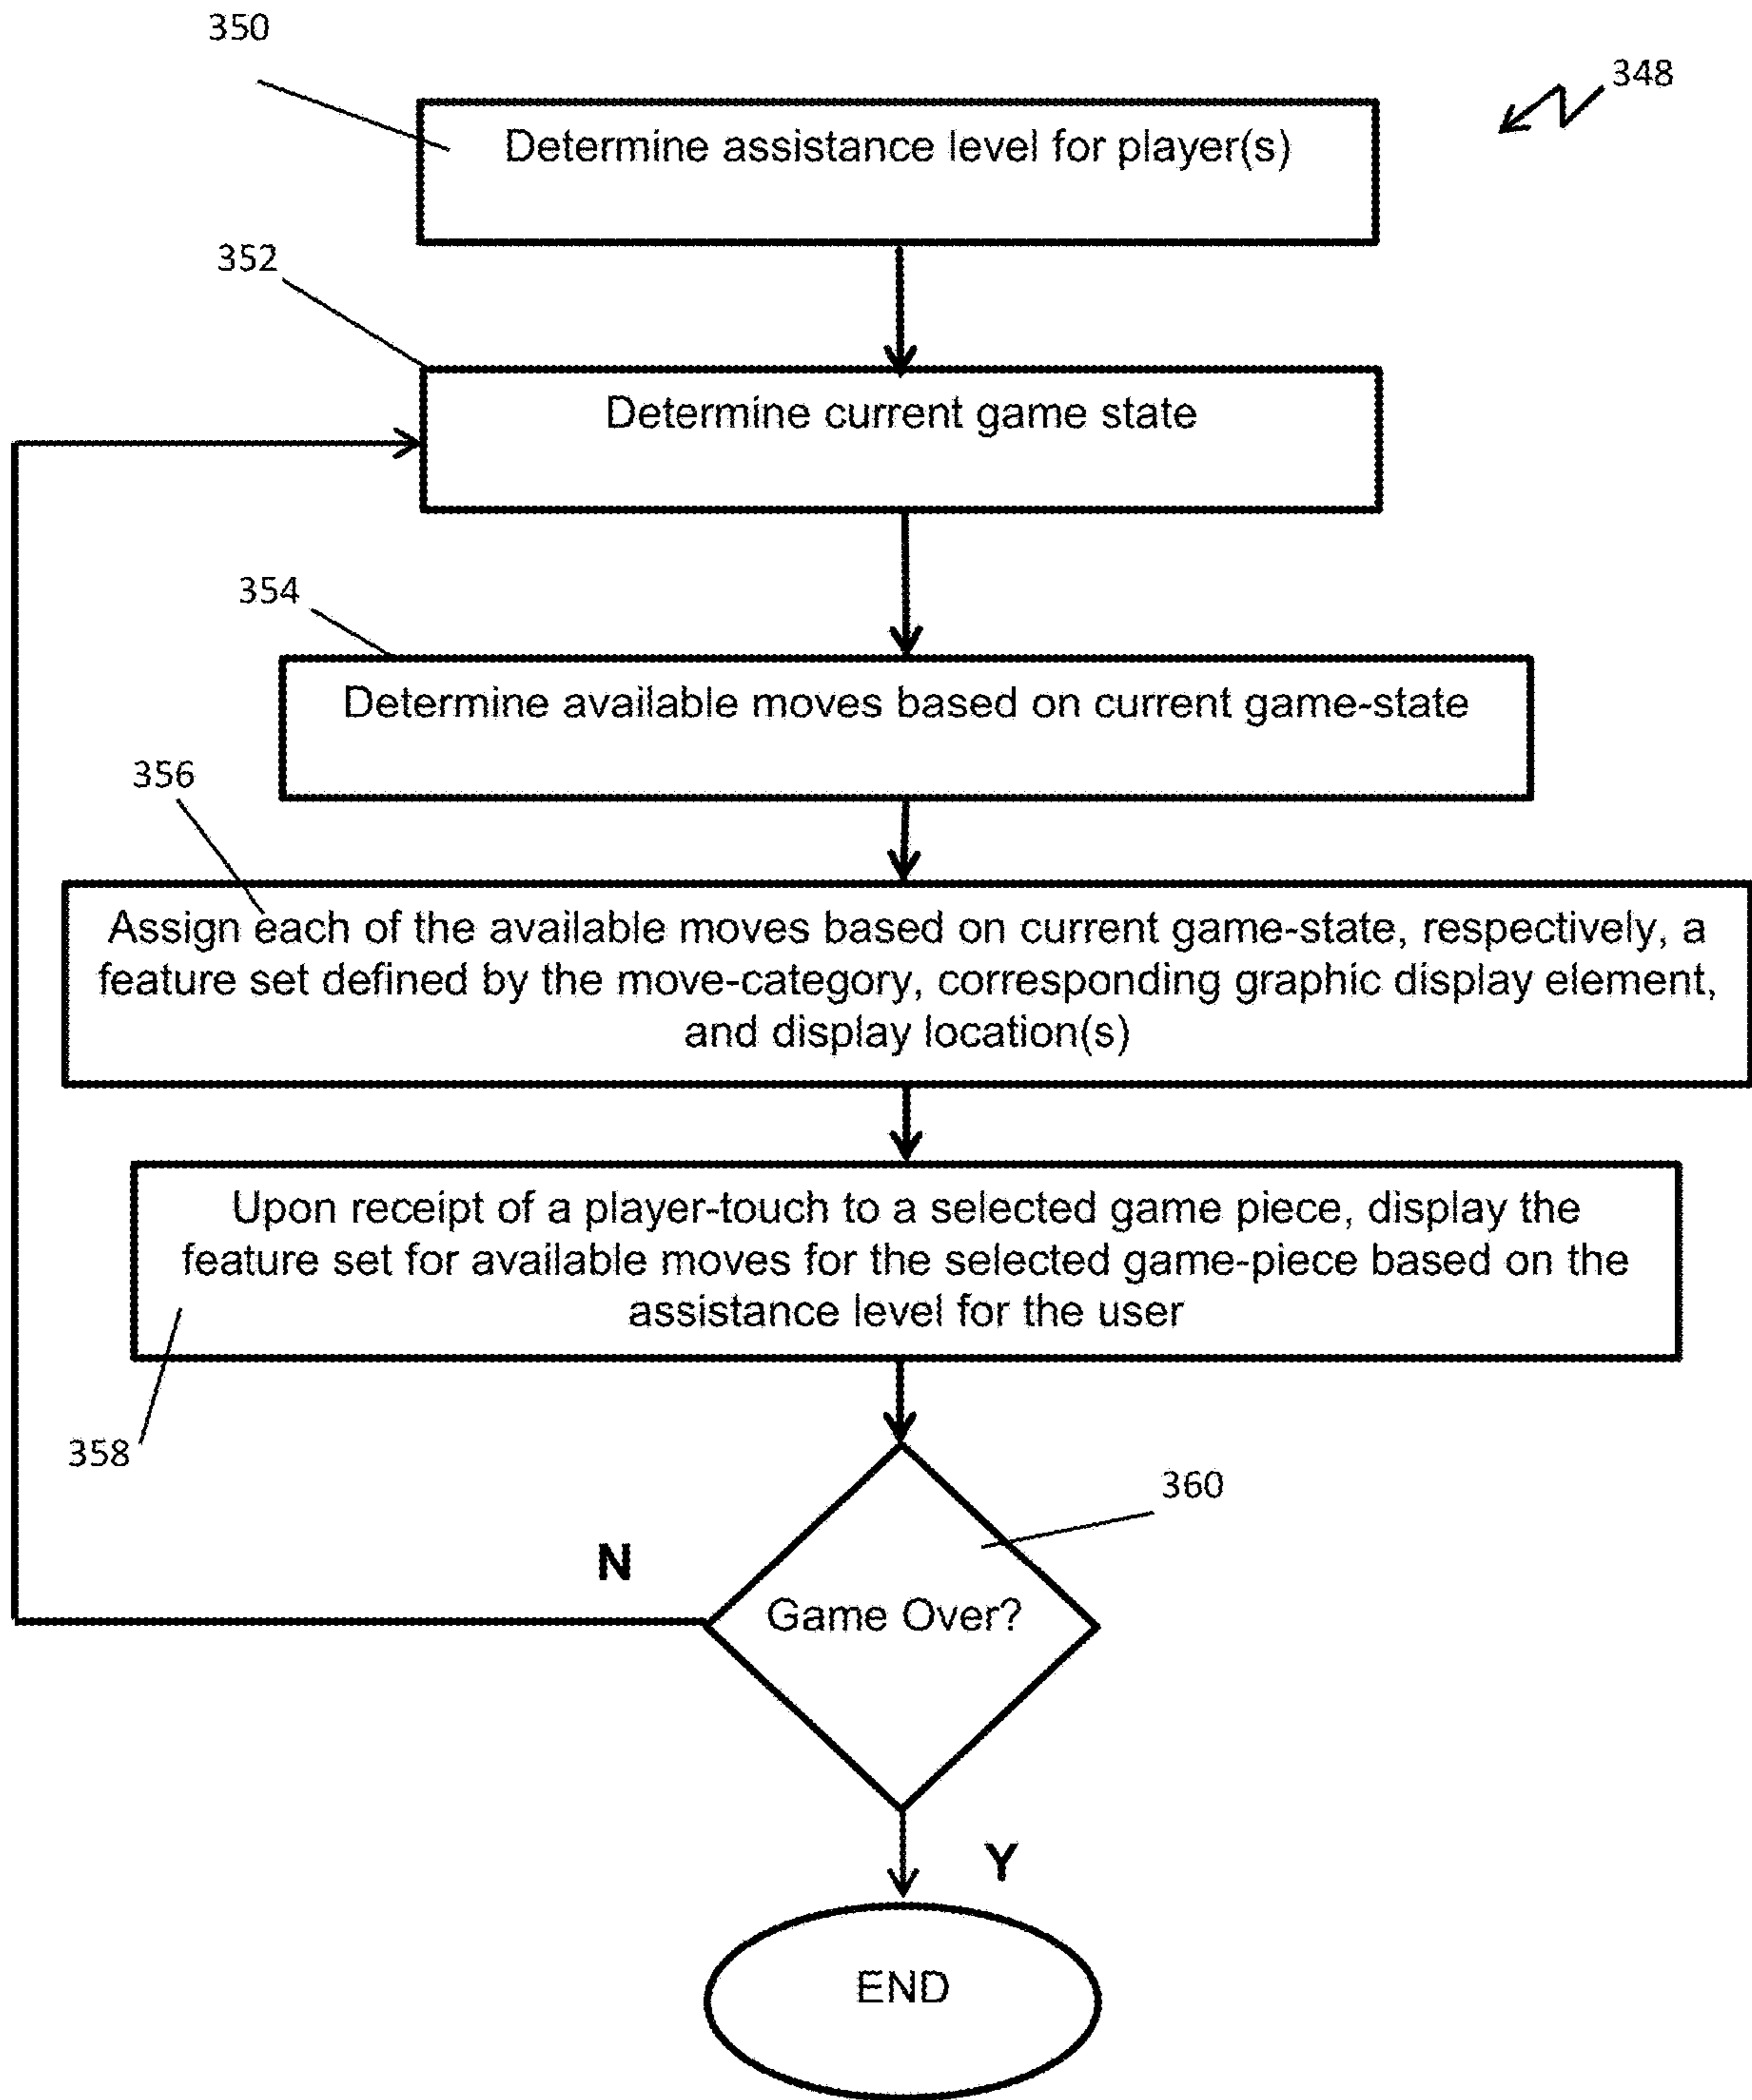 350
348
Determine assistance level for player(s)
352
Determine current game state
354
Determine available moves based on current game-state
356
Assign each of the available moves based on current game-state, respectively, a
feature set defined by the move-category, corresponding graphic display element,
and display location(s)
Upon receipt of a player-touch to a selected game piece, display the
feature set for available moves for the selected game-piece based on the
assistance level for the user
358
360
N
Game Over?
Y
END